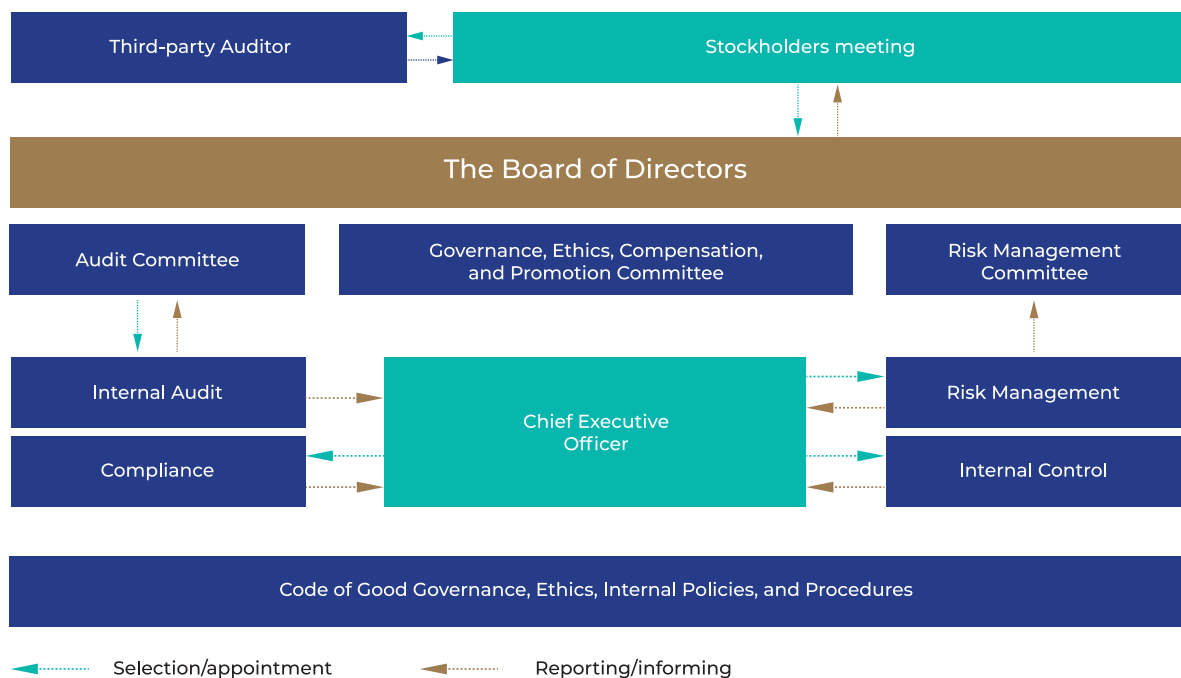 Third-party Auditor
Stockholders meeting
The Board of Directors
Audit Committee
Governance, Ethics, Compensation,
and Promotion Committee
Risk Management
Committee
Internal Audit
Chief Executive
Officer
Risk Management
Compliance
Internal Control
Code of Good Governance, Ethics, Internal Policies, and Procedures
Selection/appointment
Reporting/informing